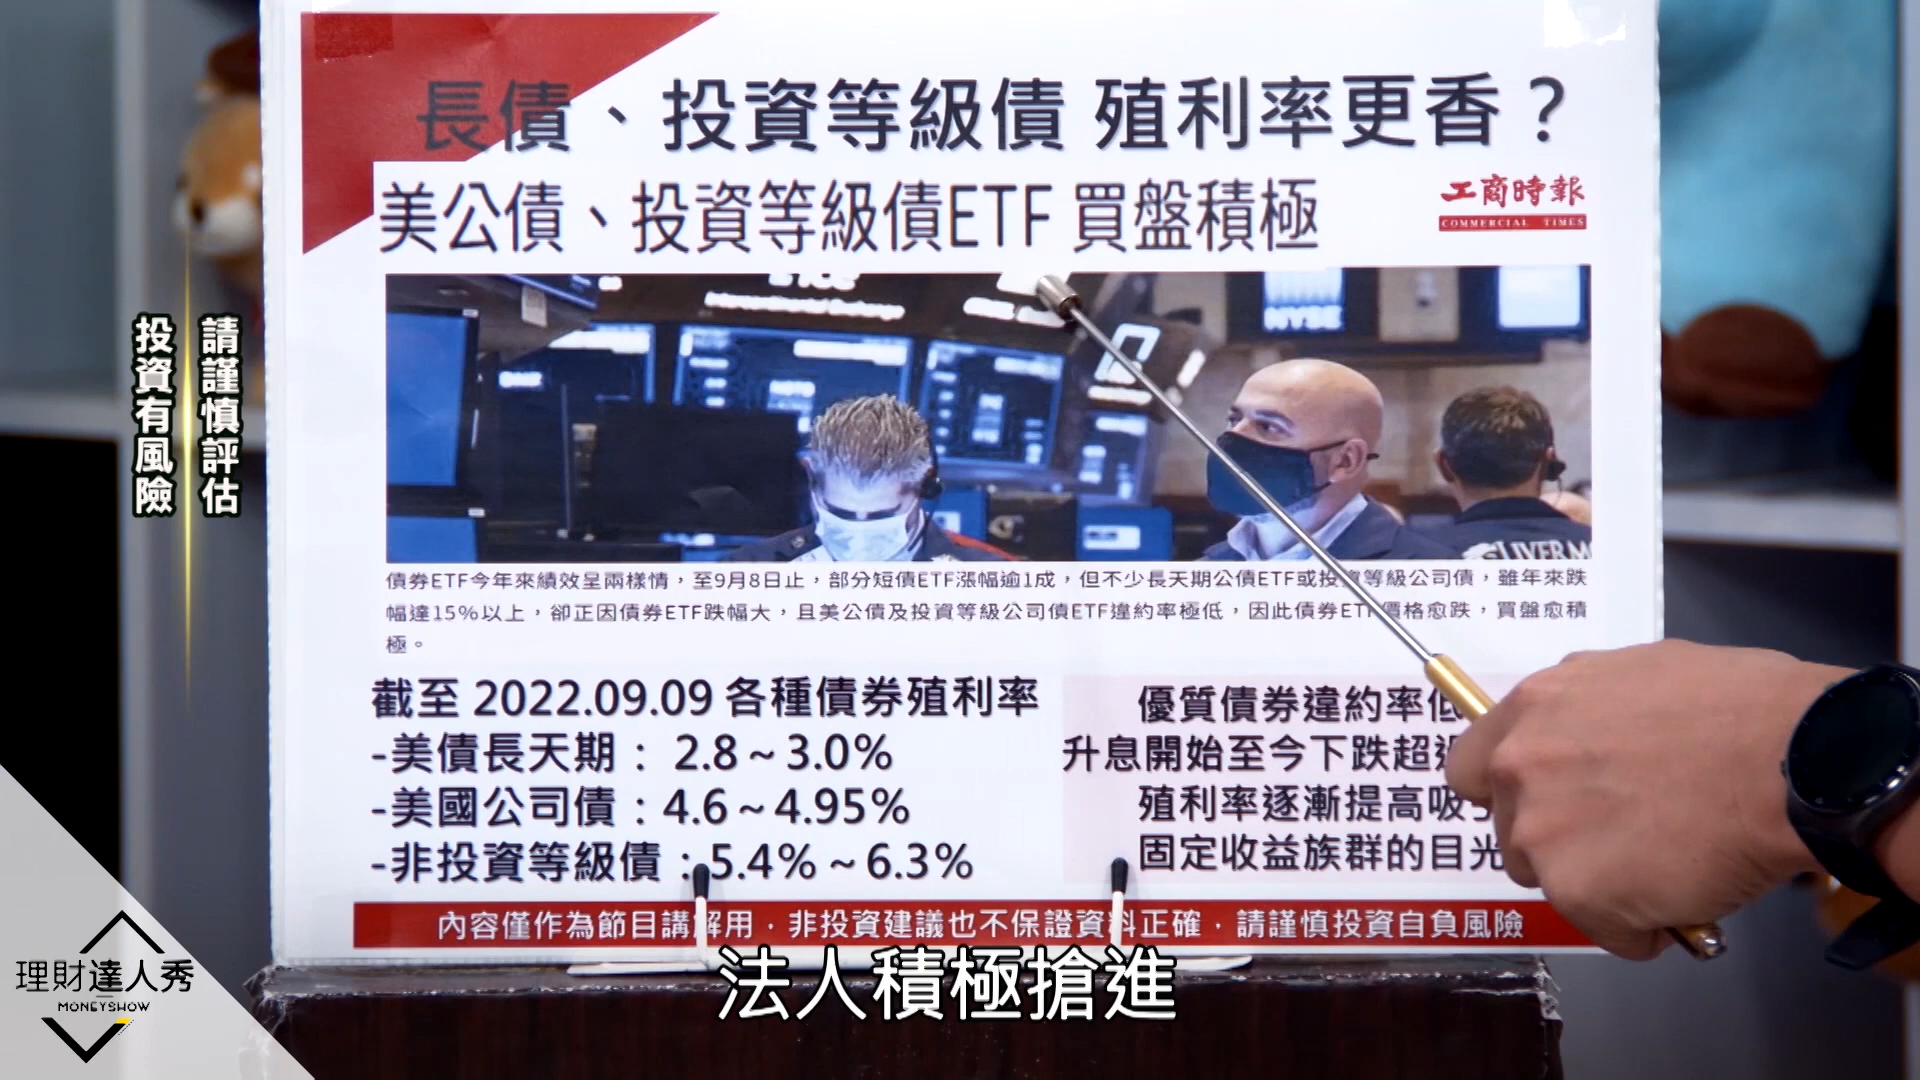 長債、投資等級債 殖利率更香？
美公債、投資等級債ETF 買盤積極
工商時報
COMMERCIAL TIMES
NYSE
債券ETF今年來績效呈兩樣情，至9月8日止，部分短債ETF漲幅逾1成，但不少長天期公債ETF或投資等級公司債，雖年來跌
幅達15%以上，卻正因債券ETF跌幅大，且美公債及投資等級公司債ETF違約率極低，因此債券ETF價格愈跌，買盤愈積
極。
截至 2022.09.09 各種債券殖利率
-美債長天期： 2.8～3.0%
-美國公司債：4.6～4.95%
-非投資等級債：5.4%～6.3%
優質債券違約率低
升息開始至今下跌超過
殖利率逐漸提高吸
固定收益族群的目光
內容僅作為節目講解用，非投資建議也不保證資料正確，請謹慎投資自負風險
請謹慎評估
投資有風險
理財達人秀
MONEYSHOW
法人積極搶進